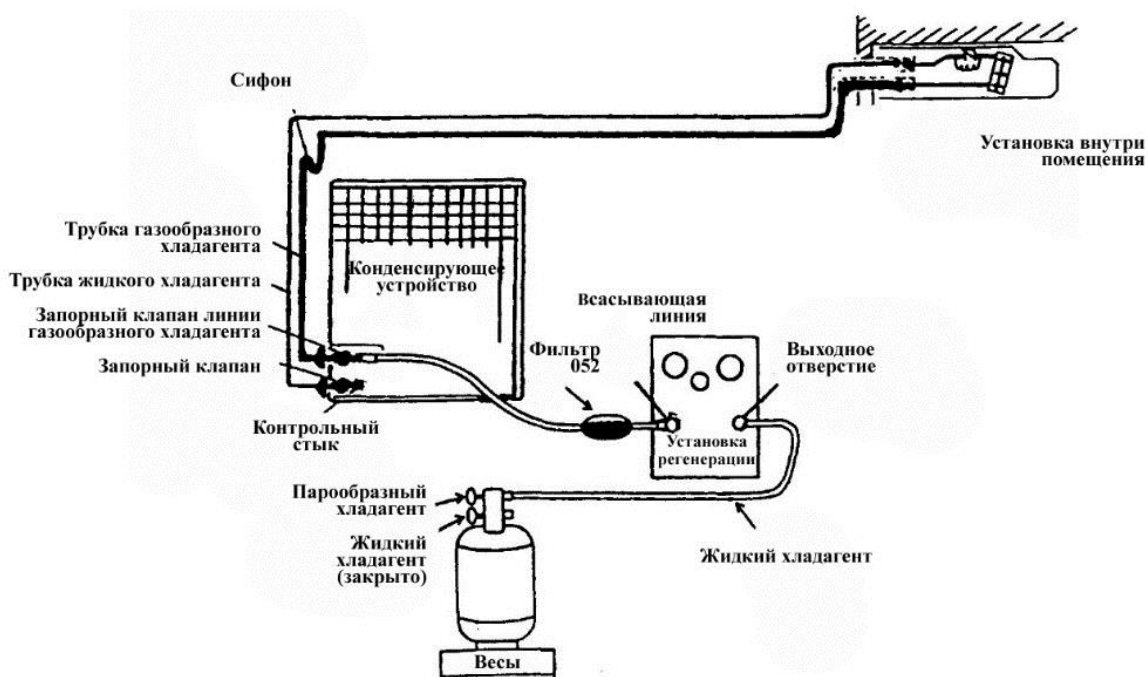 Сифон
Установка внутри
помещения
Трубка газообразного
хладагента
Трубка жидкого хладагента
Запорный клапан линии
газообразного хладагента
Запорный клапан
Контрольный
стык
Конденсирующее
устройство
Всасывающая
линия
Фильтр
052
Выходное
отверстие
Установка
регенерации
Парообразный
хладагент
Жидкий
хладагент
(закрыто)
Жидкий хладагент
Весы